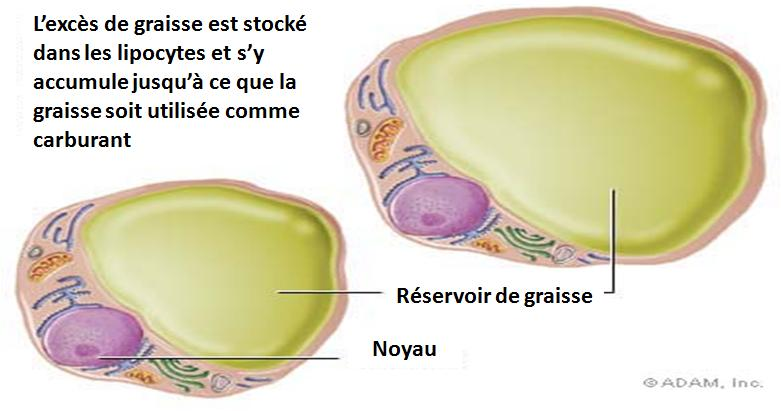 L'excès de graisse est stocké
dans les lipocytes et s'y
accumule jusqu'à ce que la
graisse soit utilisée comme
carburant
Réservoir de graisse
Noyau
©ADAM, Inc.